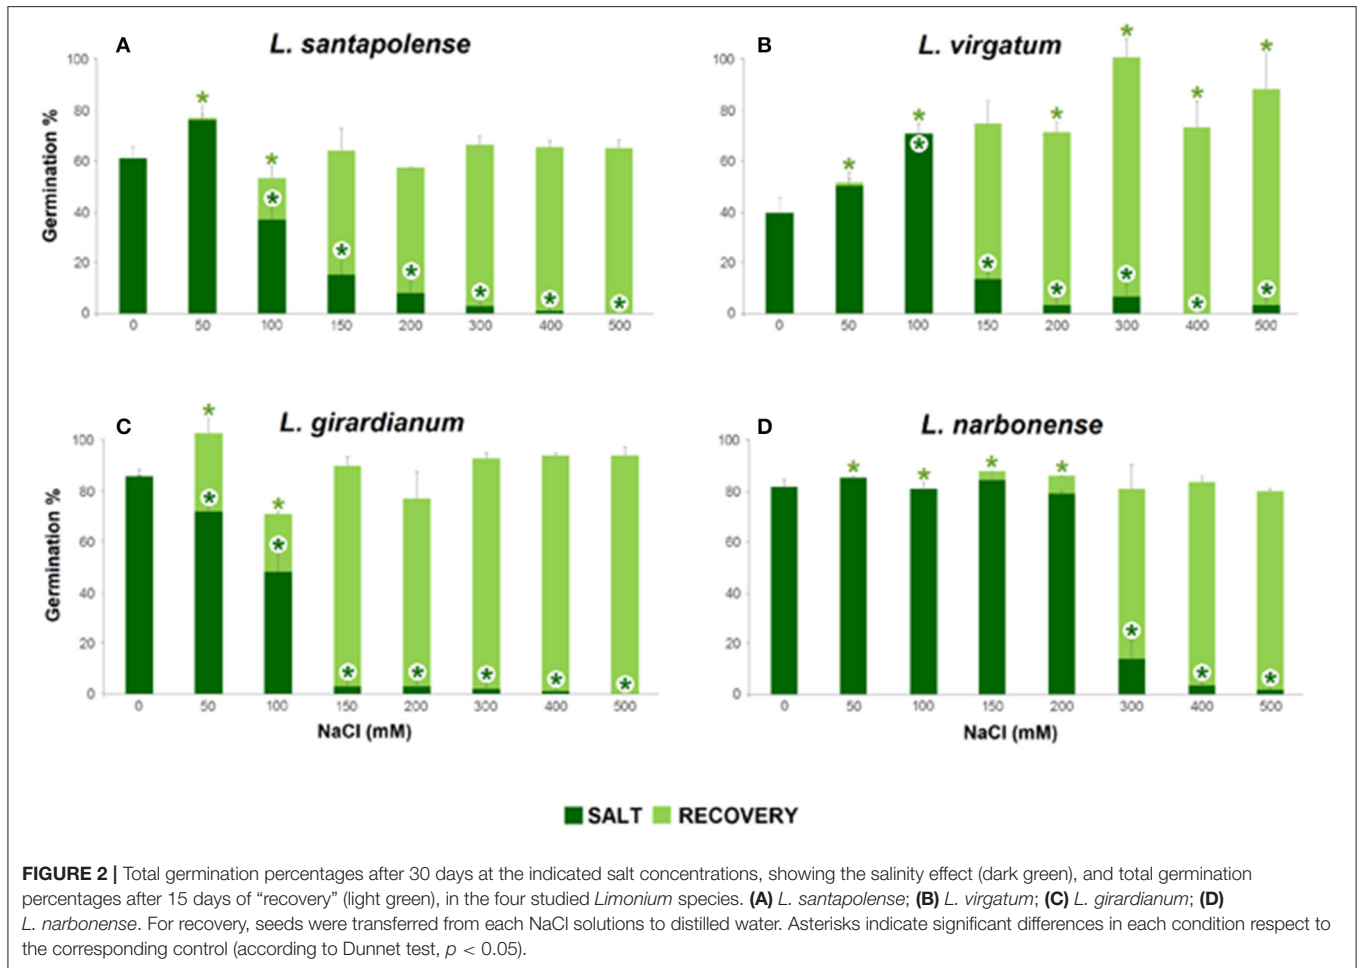 A
L. santapolense
B
L. virgatum
Germination %
100
80
60
40
20
0
0 50 100 150 200 300 400 500
100
80
60
40
20
0
0 50 100 150 200 300 400 500
C
L. girardianum
D
L. narbonense
Germination %
100
80
60
40
20
0
0 50 100 150 200 300 400 500
NaCl (mM)
100
80
60
40
20
0
0 50 100 150 200 300 400 500
NaCl (mM)
SALT RECOVERY
FIGURE 2 | Total germination percentages after 30 days at the indicated salt concentrations, showing the salinity effect (dark green), and total germination
percentages after 15 days of “recovery” (light green), in the four studied Limonium species. (A) L. santapolense; (B) L. virgatum; (C) L. girardianum; (D)
L. narbonense. For recovery, seeds were transferred from each NaCl solutions to distilled water. Asterisks indicate significant differences in each condition respect to
the corresponding control (according to Dunnet test, p < 0.05).